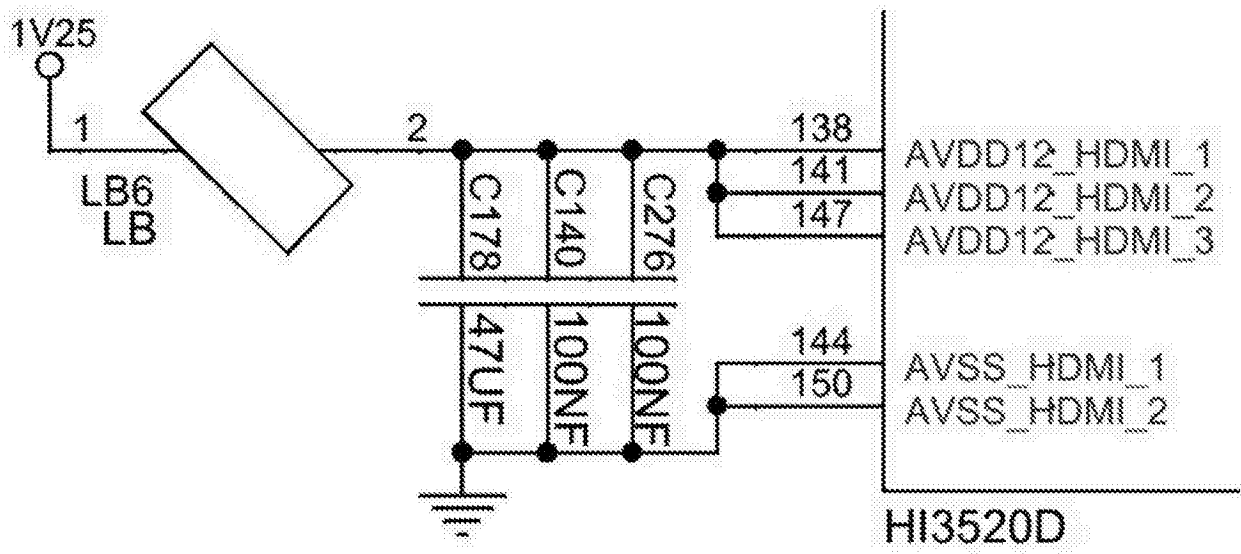 1V25
1
2
LB6
LB
C178
C140
C276
47UF
100NF
100NF
138
AVDD12_HDMI_1
141
AVDD12_HDMI_2
147
AVDD12_HDMI_3
144
AVSS_HDMI_1
150
AVSS_HDMI_2
HI3520D